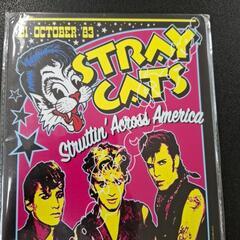 21 OCTOBER '83
STRAY
CATS
Struttin' Across America